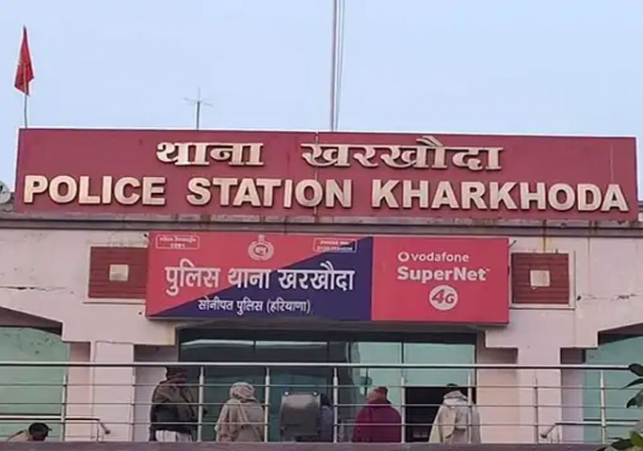 थाना खरखौदा
POLICE STATION KHARKHODA
पुलिस थाना खरखौदा
सोनीपत पुलिस (हरियाणा)
vodafone
SuperNet
4G